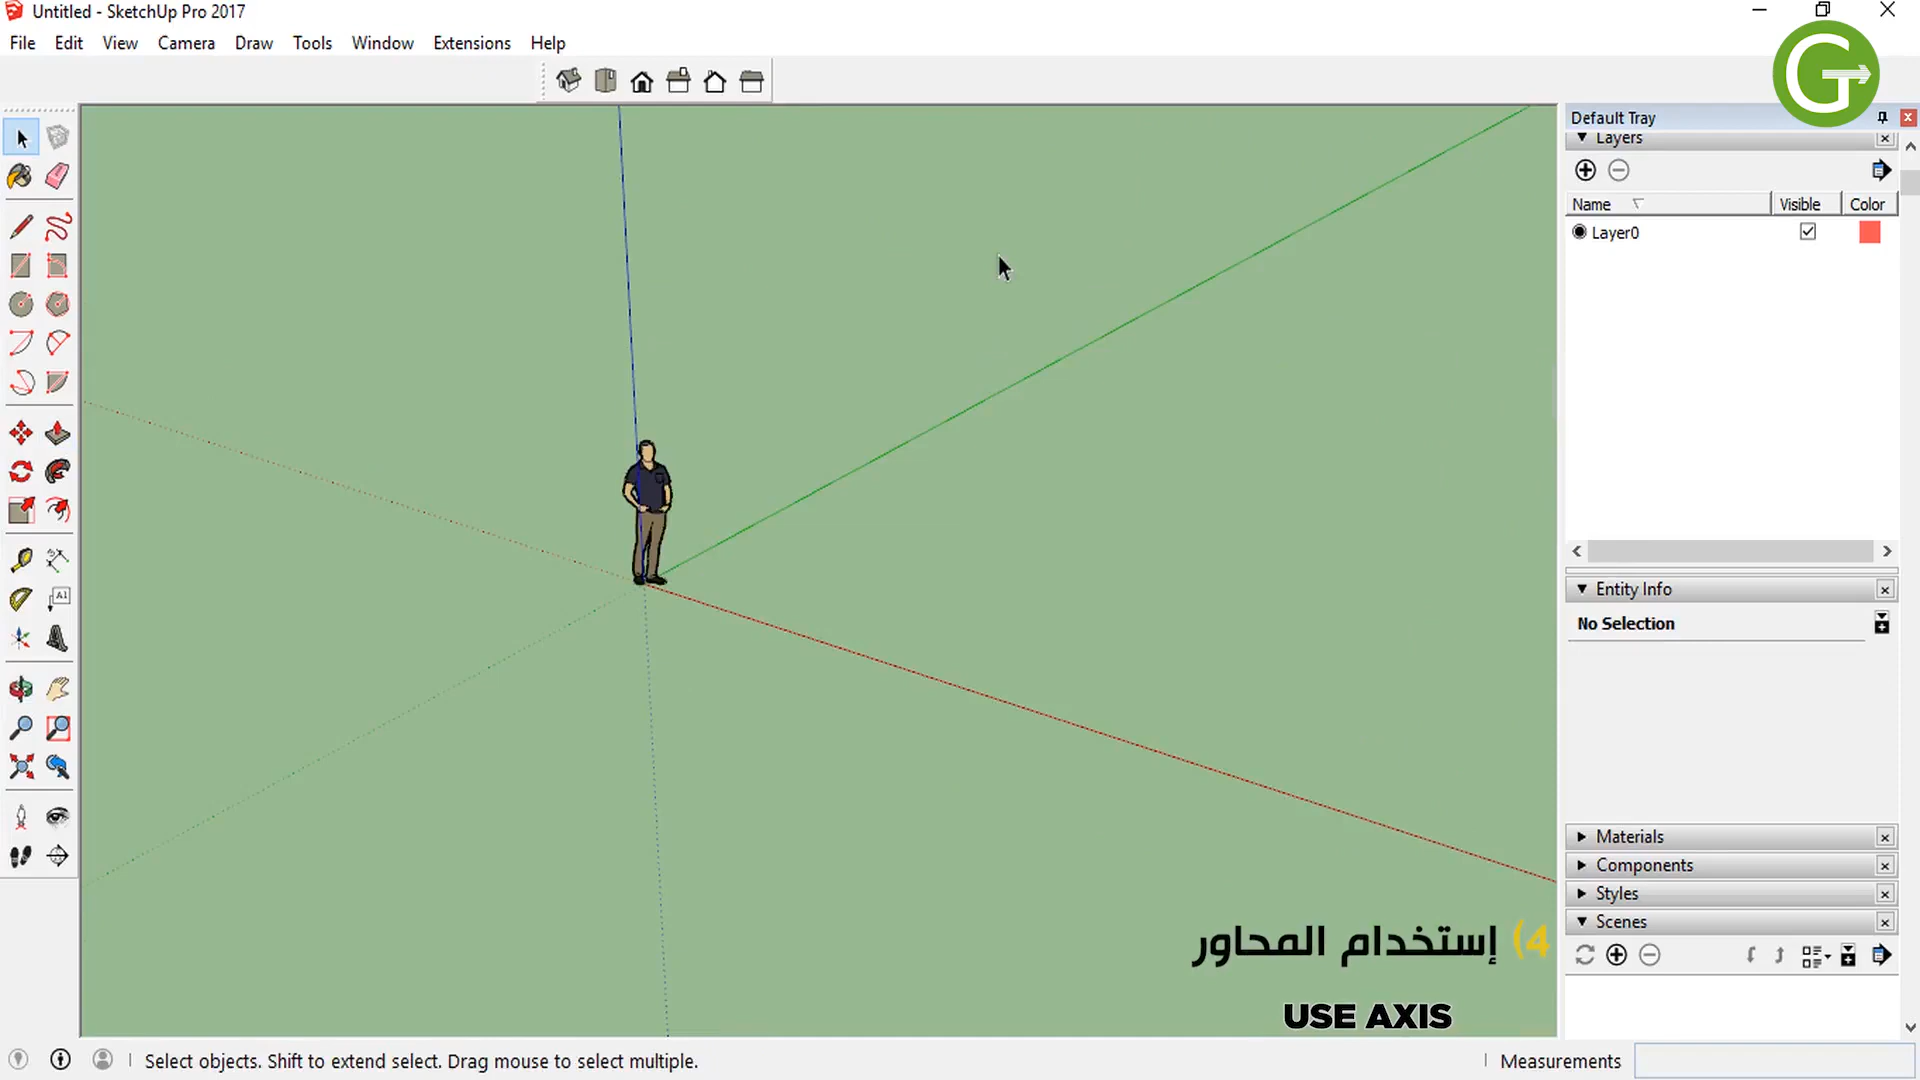 Untitled - SketchUp Pro 2017
File Edit View Camera Draw Tools Window Extensions Help
G
Default Tray
Layers
Name Visible Color
Layer0
Entity Info
No Selection
Materials
Components
Styles
Scenes
4) إستخدام المحاور
USE AXIS
Select objects. Shift to extend select. Drag mouse to select multiple.
Measurements